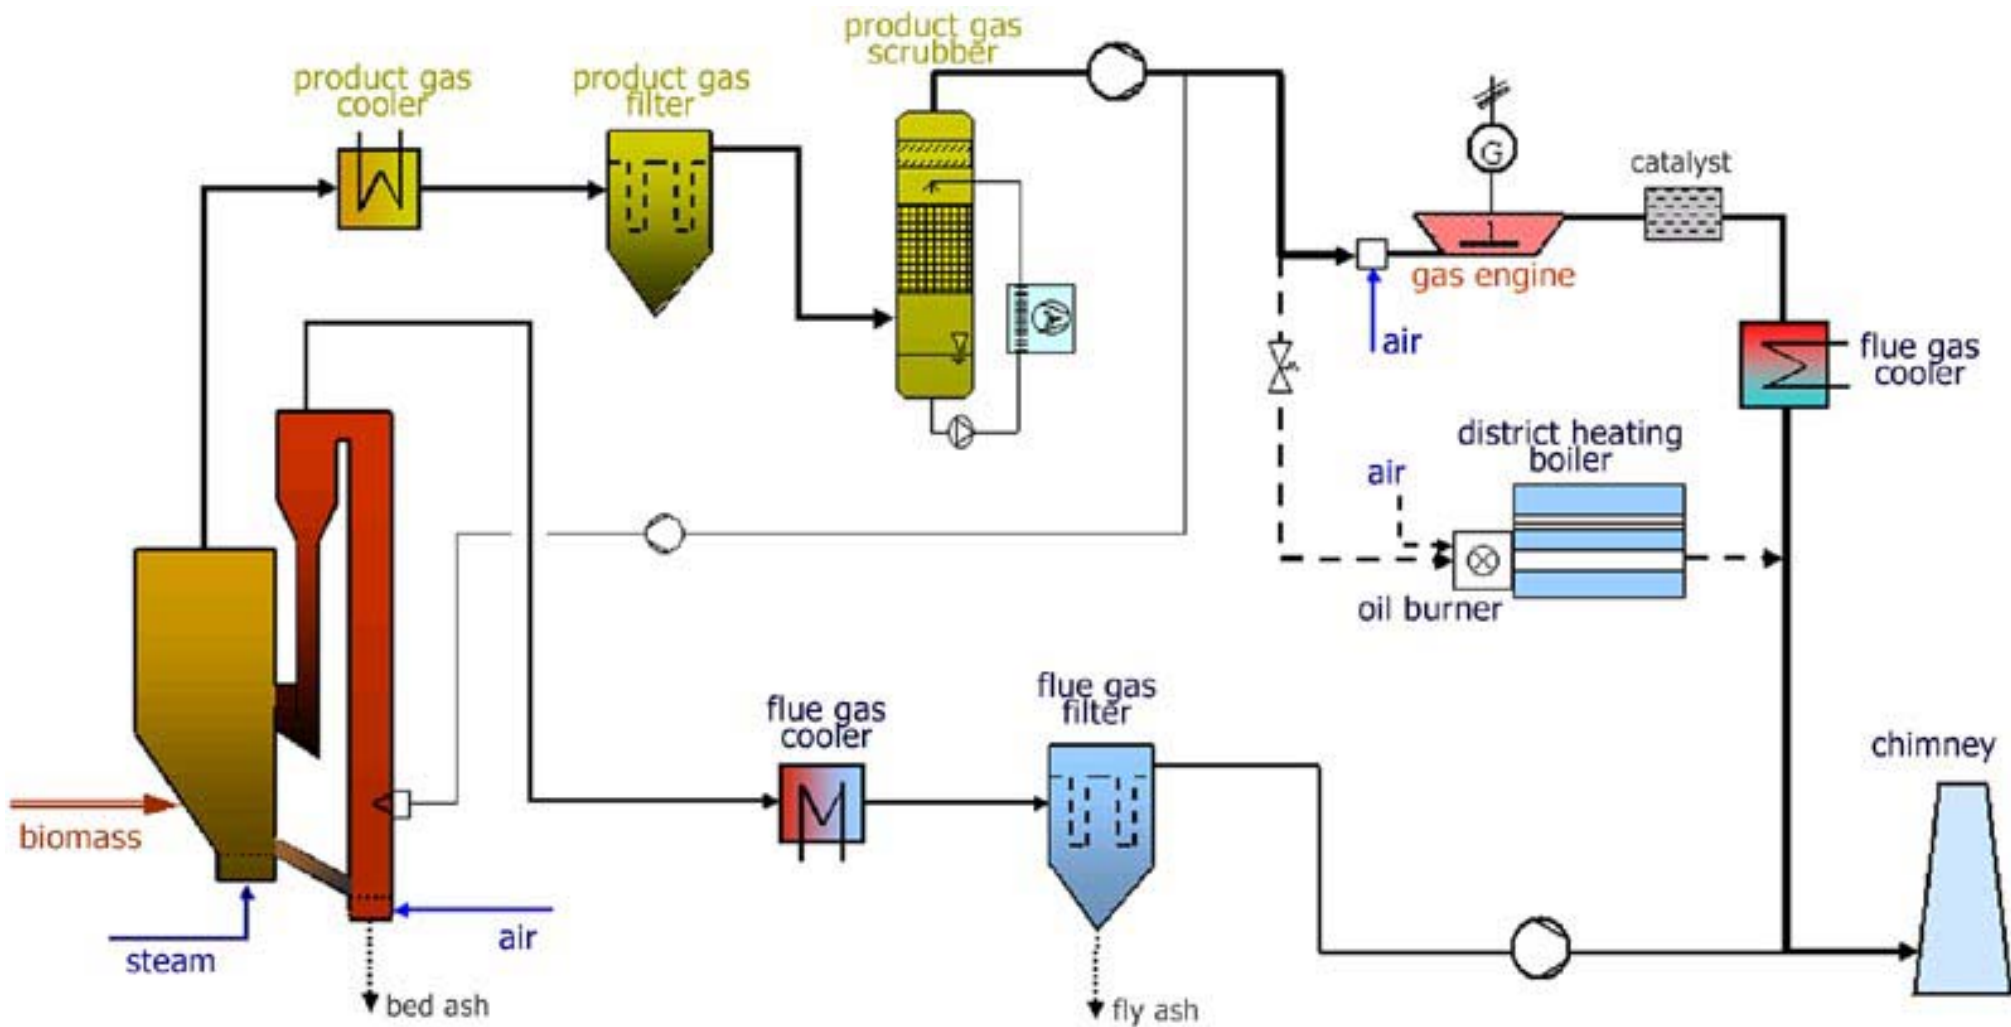 product gas
scrubber
product gas
cooler
product gas
filter
G
catalyst
gas engine
air
flue gas
cooler
district heating
boiler
air
oil burner
flue gas
cooler
flue gas
filter
chimney
biomass
steam
air
bed ash
fly ash